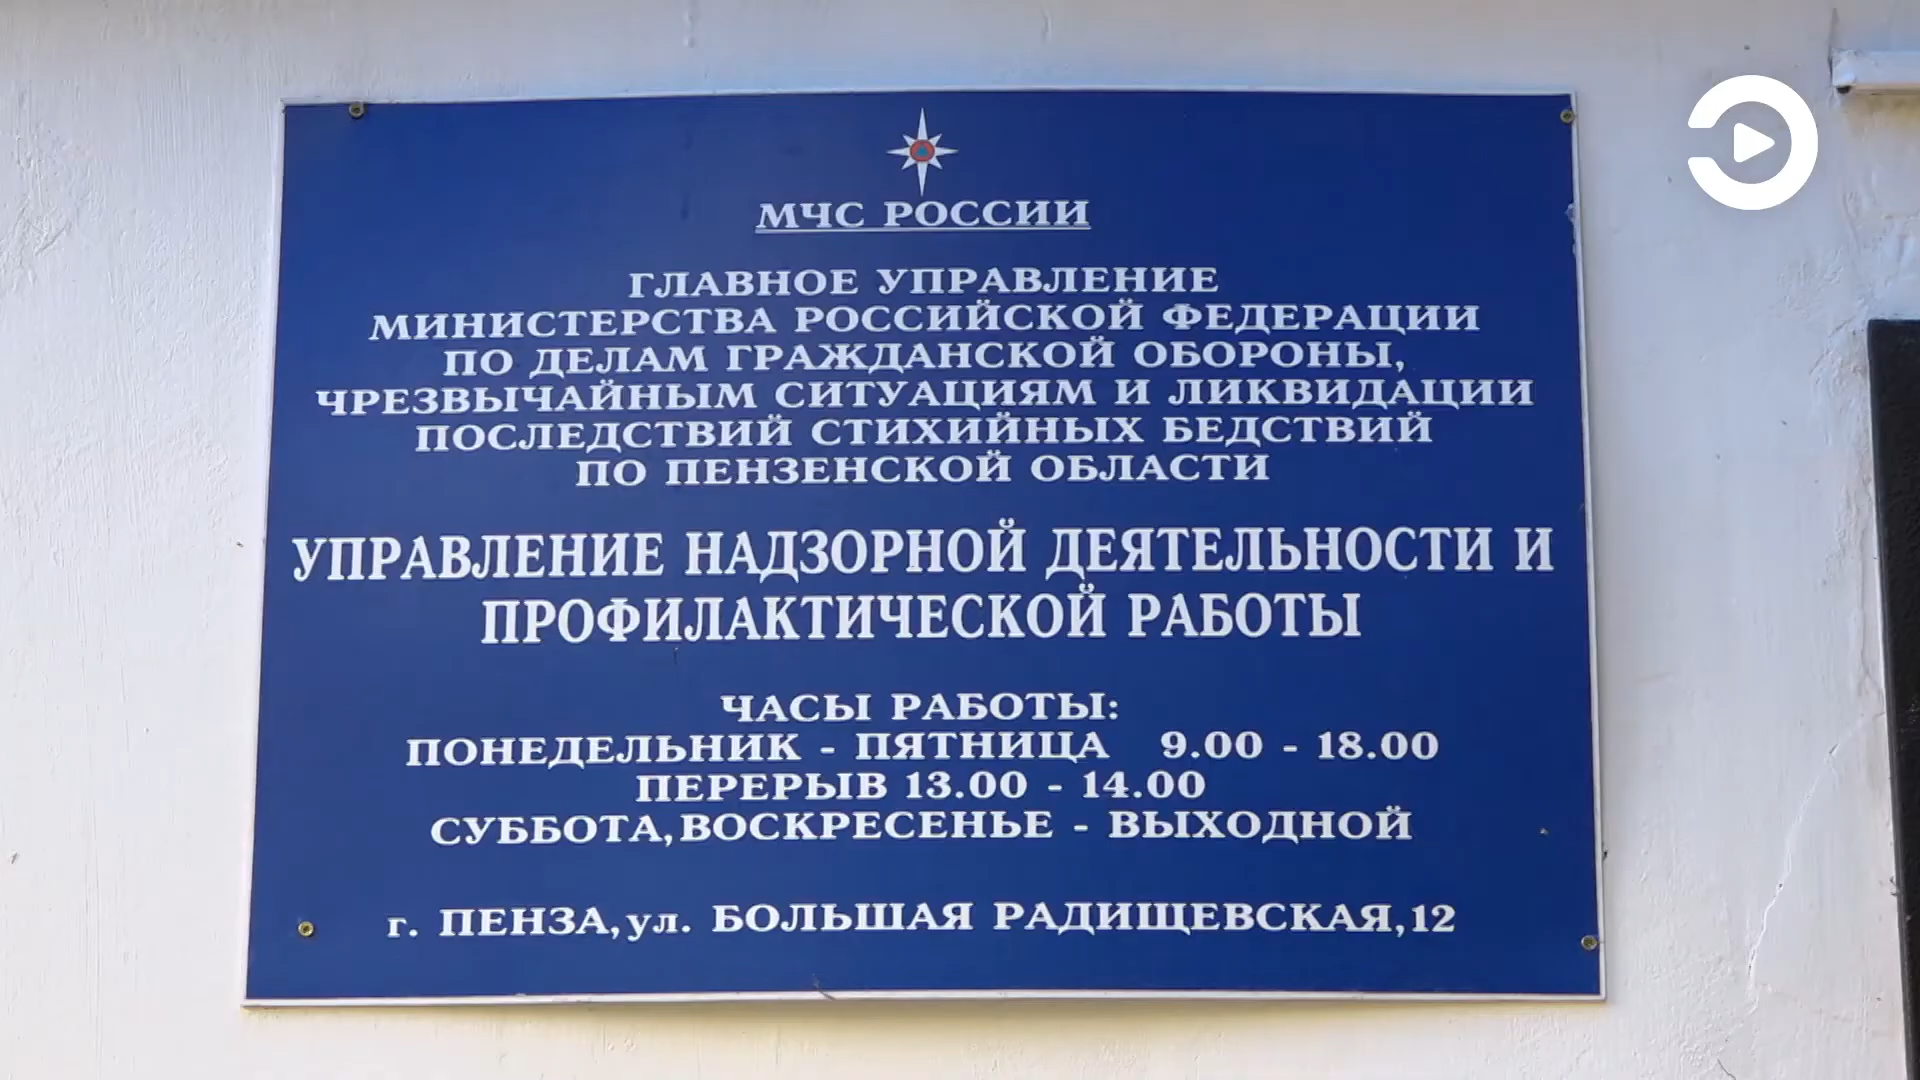 МЧС РОССИИ
ГЛАВНОЕ УПРАВЛЕНИЕ
МИНИСТЕРСТВА РОССИЙСКОЙ ФЕДЕРАЦИИ
ПО ДЕЛАМ ГРАЖДАНСКОЙ ОБОРОНЫ,
ЧРЕЗВЫЧАЙНЫМ СИТУАЦИЯМ И ЛИКВИДАЦИИ
ПОСЛЕДСТВИЙ СТИХИЙНЫХ БЕДСТВИЙ
ПО ПЕНЗЕНСКОЙ ОБЛАСТИ
УПРАВЛЕНИЕ НАДЗОРНОЙ ДЕЯТЕЛЬНОСТИ И
ПРОФИЛАКТИЧЕСКОЙ РАБОТЫ
ЧАСЫ РАБОТЫ:
ПОНЕДЕЛЬНИК - ПЯТНИЦА 9.00 - 18.00
ПЕРЕРЫВ 13.00 - 14.00
СУББОТА, ВОСКРЕСЕНЬЕ - ВЫХОДНОЙ
г. ПЕНЗА, ул. БОЛЬШАЯ РАДИЩЕВСКАЯ, 12